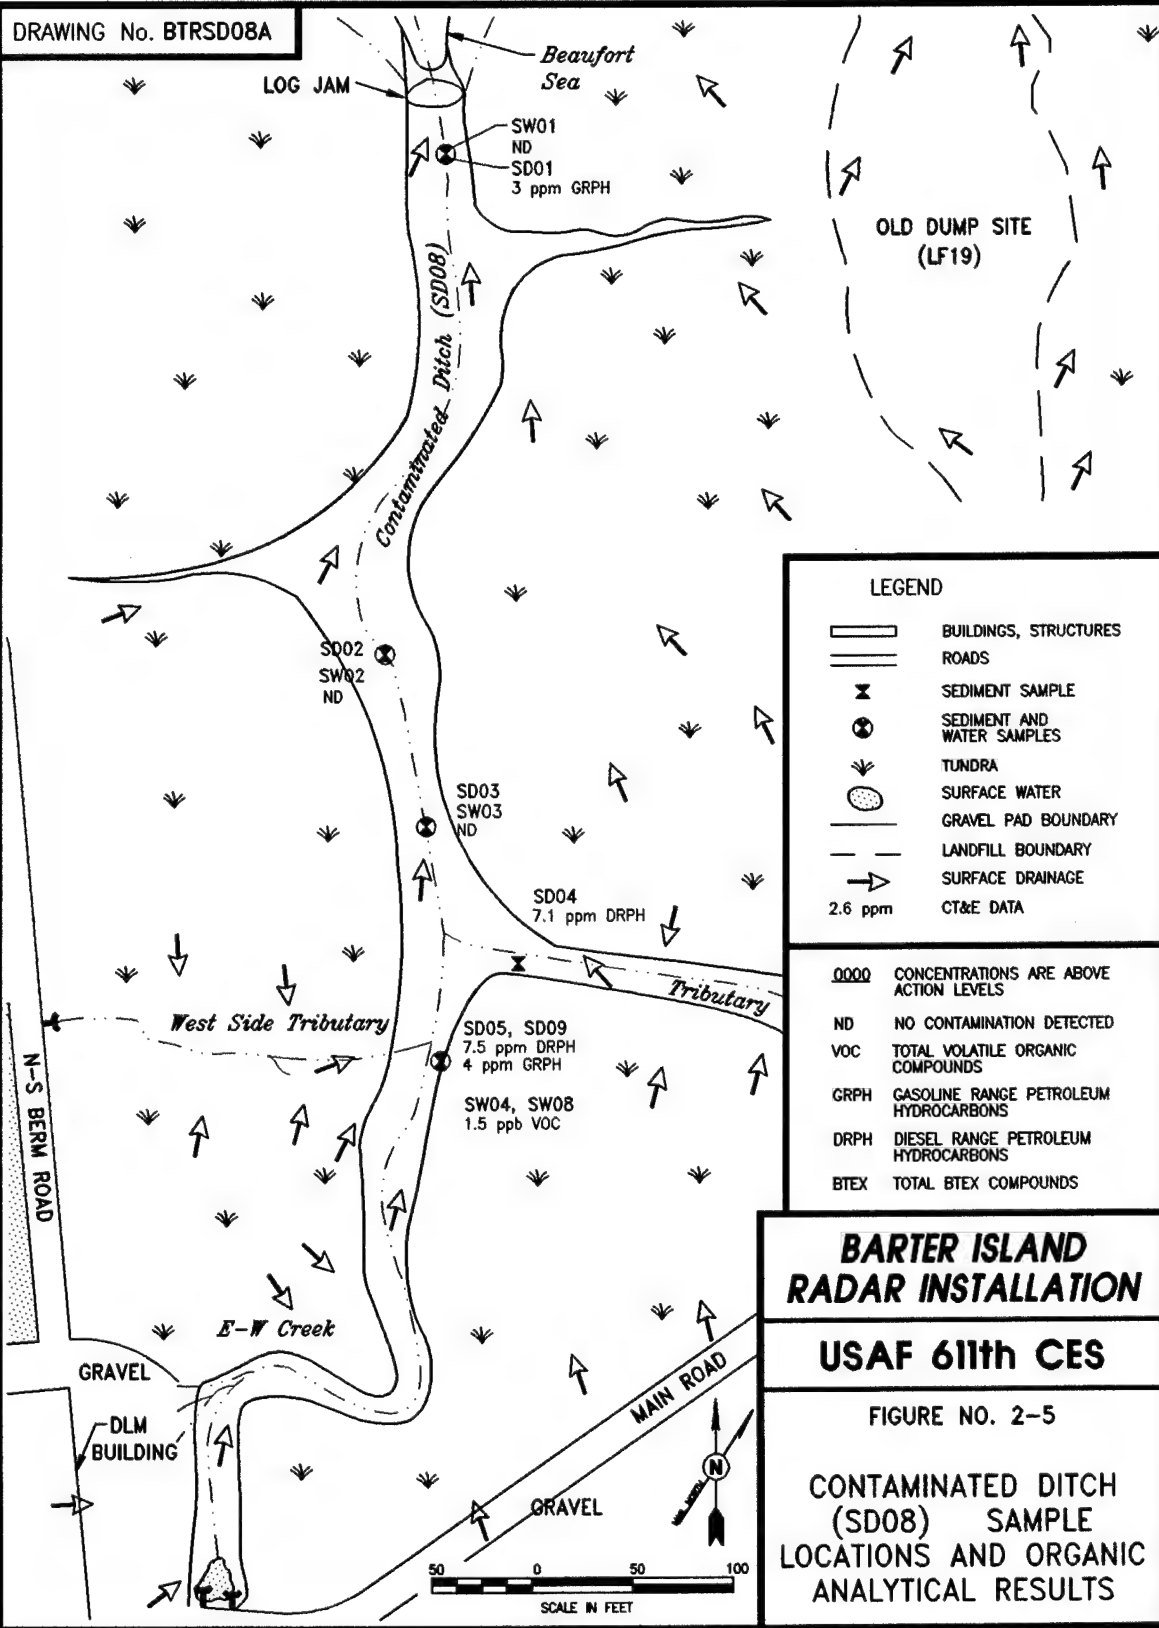 DRAWING No. BTRSD08A
Beaufort
Sea
LOG JAM
SW01
ND
SD01
3 ppm GRPH
OLD DUMP SITE
(LF19)
Contaminated Ditch (SD08)
SD02
SW02
ND
SD03
SW03
ND
SD04
7.1 ppm DRPH
Tributary
West Side Tributary
SD05, SD09
7.5 ppm DRPH
4 ppm GRPH
SW04, SW08
1.5 ppb VOC
N-S BERM ROAD
E-W Creek
GRAVEL
DLM
BUILDING
MAIN ROAD
GRAVEL
N
50 0 50 100
SCALE IN FEET
LEGEND
BUILDINGS, STRUCTURES
ROADS
SEDIMENT SAMPLE
SEDIMENT AND
WATER SAMPLES
TUNDRA
SURFACE WATER
GRAVEL PAD BOUNDARY
LANDFILL BOUNDARY
SURFACE DRAINAGE
2.6 ppm CT&E DATA
0000 CONCENTRATIONS ARE ABOVE
ACTION LEVELS
ND NO CONTAMINATION DETECTED
VOC TOTAL VOLATILE ORGANIC
COMPOUNDS
GRPH GASOLINE RANGE PETROLEUM
HYDROCARBONS
DRPH DIESEL RANGE PETROLEUM
HYDROCARBONS
BTEX TOTAL BTEX COMPOUNDS
BARTER ISLAND
RADAR INSTALLATION
USAF 611th CES
FIGURE NO. 2-5
CONTAMINATED DITCH
(SD08) SAMPLE
LOCATIONS AND ORGANIC
ANALYTICAL RESULTS